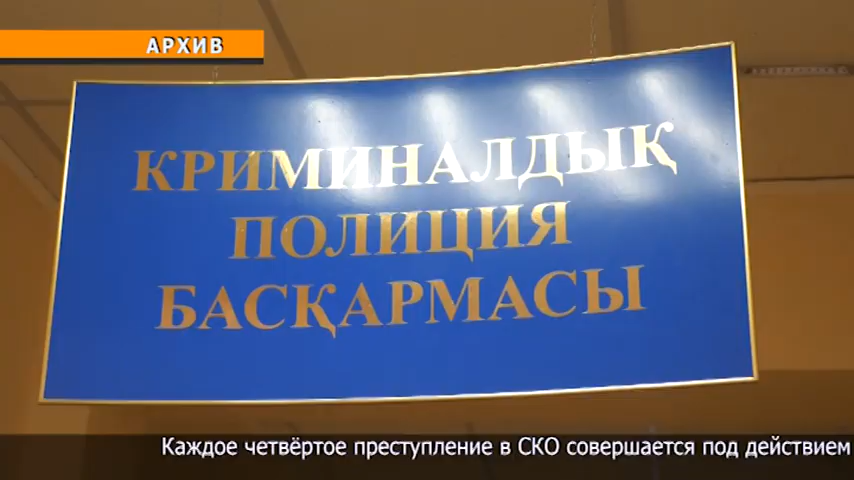 АРХИВ
КРИМИНАЛДЫҚ
ПОЛИЦИЯ
БАСҚАРМАСЫ
Каждое четвёртое преступление в СКО совершается под действием